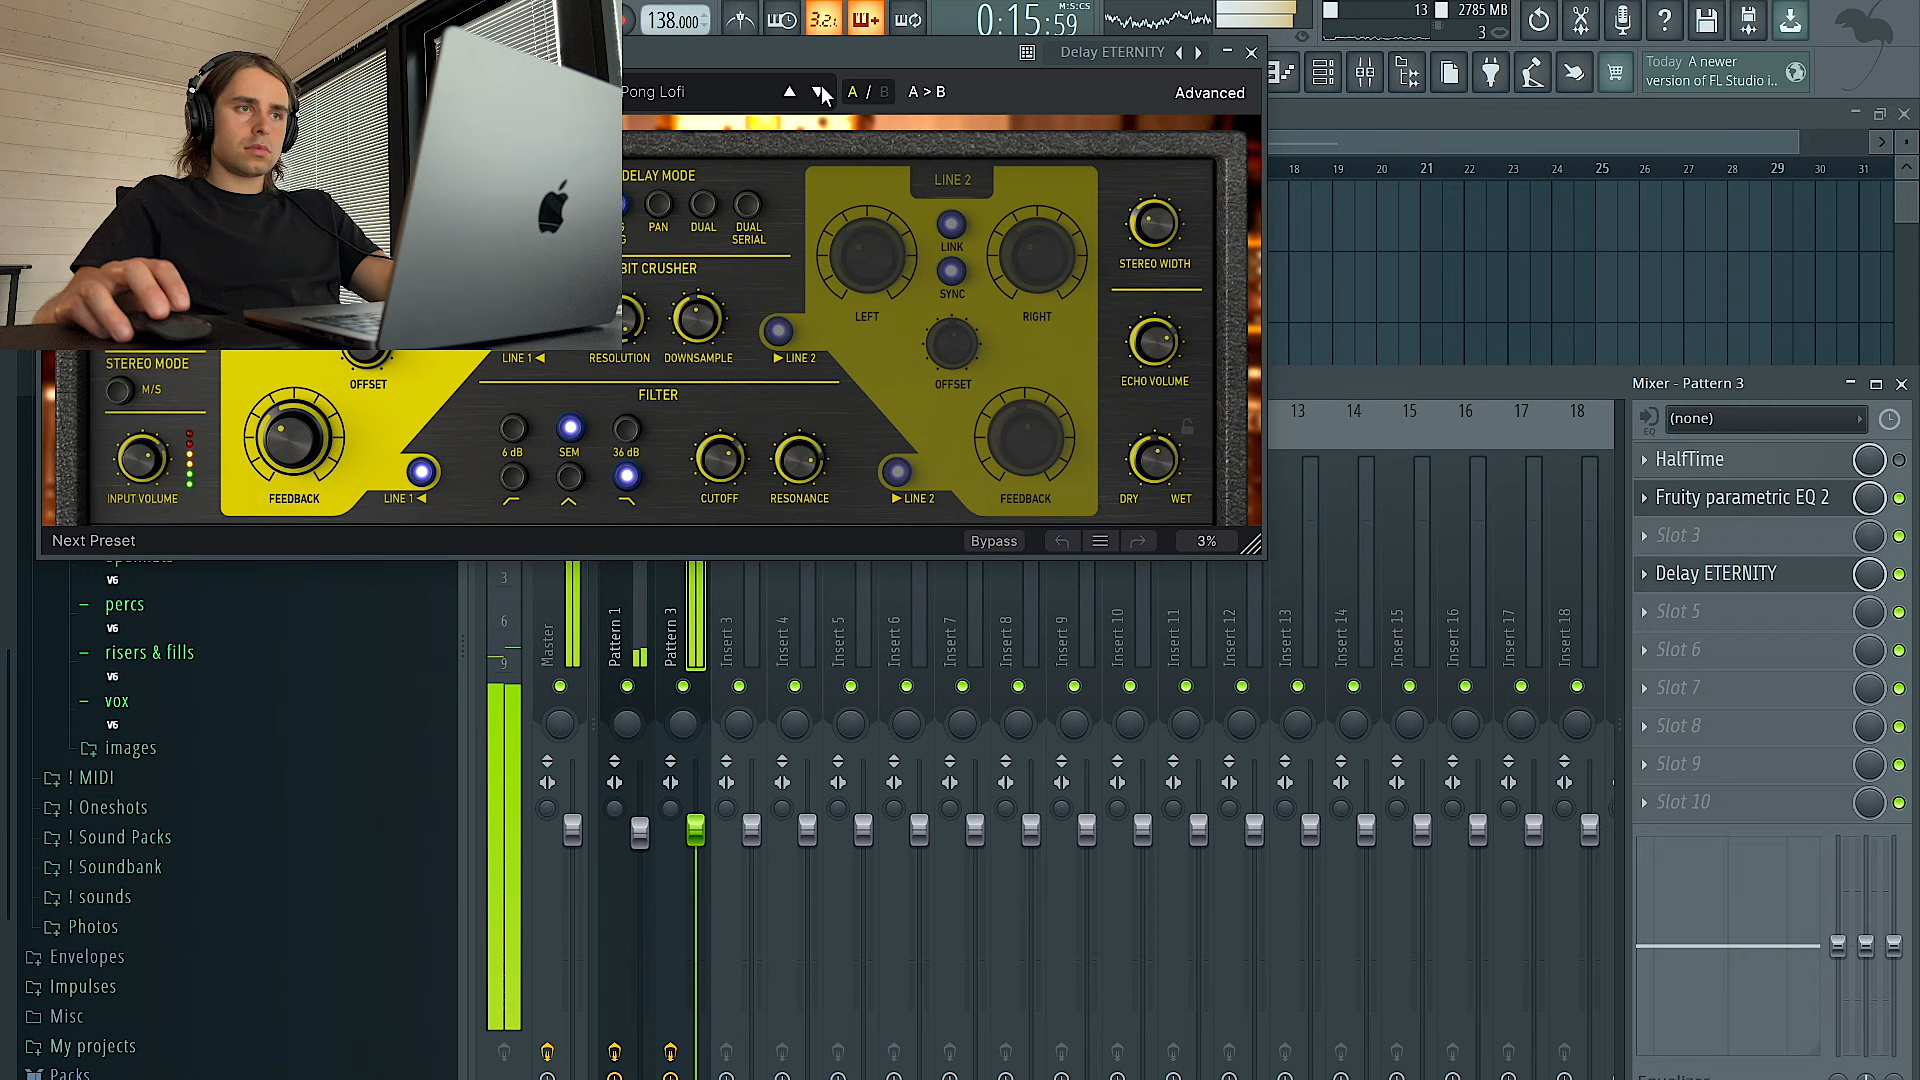 138.000
3.2.
0:15:59
M:S:CS
13
2785 MB
3
Today A newer
version of FL Studio i..
Delay ETERNITY
Pong Lofi
A / B
A > B
Advanced
DELAY MODE
PAN
DUAL
DUAL
SERIAL
BIT CRUSHER
LINE 1
RESOLUTION
DOWNSAMPLE
LINE 2
LINE 2
LINK
SYNC
LEFT
RIGHT
OFFSET
FEEDBACK
STEREO WIDTH
ECHO VOLUME
DRY
WET
STEREO MODE
M/S
INPUT VOLUME
OFFSET
FEEDBACK
LINE 1
FILTER
6 dB
SEM
36 dB
CUTOFF
RESONANCE
LINE 2
Next Preset
Bypass
3%
18 19 20 21 22 23 24 25 26 27 28 29 30 31
13 14 15 16 17 18
Mixer - Pattern 3
(none)
EQ
HalfTime
Fruity parametric EQ 2
Slot 3
Delay ETERNITY
Slot 5
Slot 6
Slot 7
Slot 8
Slot 9
Slot 10
3
6
9
Master
Pattern 1
Pattern 3
Insert 3
Insert 4
Insert 5
Insert 6
Insert 7
Insert 8
Insert 9
Insert 10
Insert 11
Insert 12
Insert 13
Insert 14
Insert 15
Insert 16
Insert 17
Insert 18
V6
percs
V6
risers & fills
V6
vox
V6
images
! MIDI
! Oneshots
! Sound Packs
! Soundbank
! sounds
Photos
Envelopes
Impulses
Misc
My projects
Packs